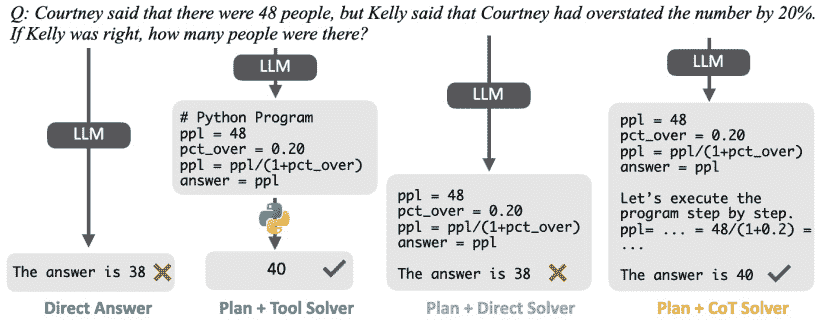 Q: Courtney said that there were 48 people, but Kelly said that Courtney had overstated the number by 20%.
If Kelly was right, how many people were there?
LLM
The answer is 38
Direct Answer
LLM
# Python Program
ppl = 48
pct_over = 0.20
ppl = ppl/(1+pct_over)
answer = ppl
40
Plan + Tool Solver
LLM
ppl = 48
pct_over = 0.20
ppl = ppl/(1+pct_over)
answer = ppl
The answer is 38
Plan + Direct Solver
LLM
ppl = 48
pct_over = 0.20
ppl = ppl/(1+pct_over)
answer = ppl
Let's execute the
program step by step.
ppl= ... = 48/(1+0.2) =
...
The answer is 40
Plan + CoT Solver